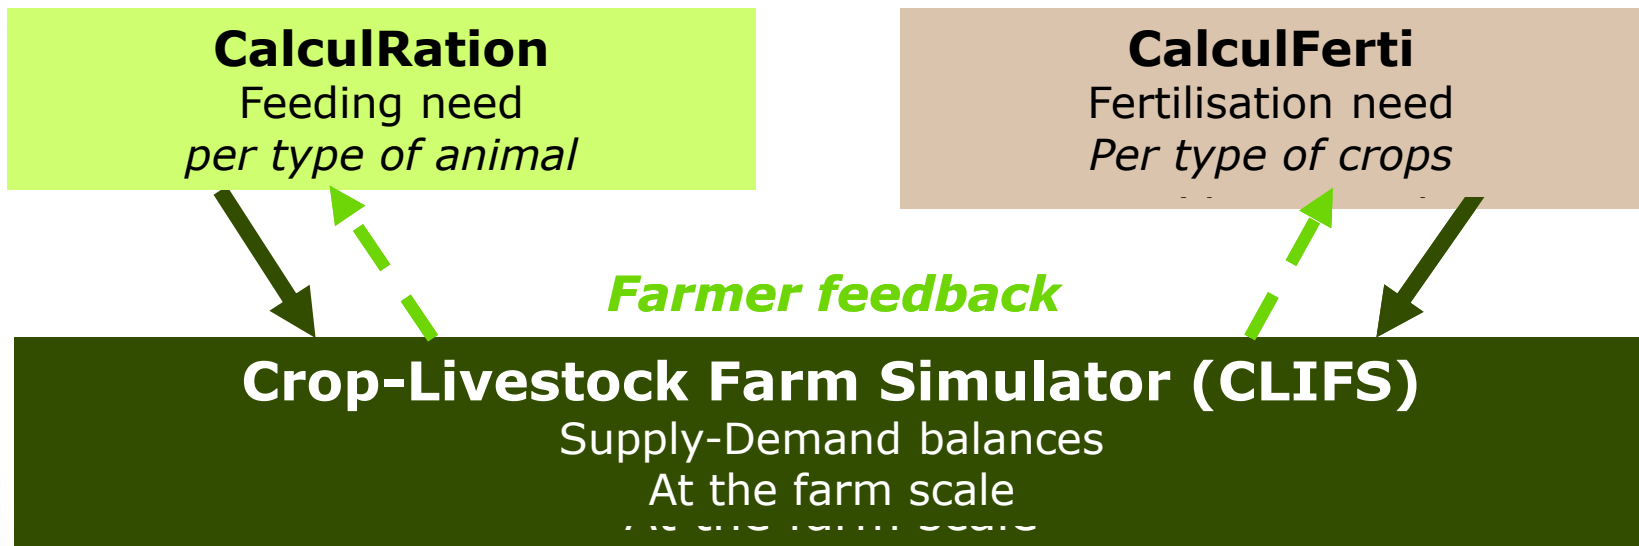 CalculRation
Feeding need
per type of animal
CalculFerti
Fertilisation need
Per type of crops
Farmer feedback
Crop-Livestock Farm Simulator (CLIFS)
Supply-Demand balances
At the farm scale